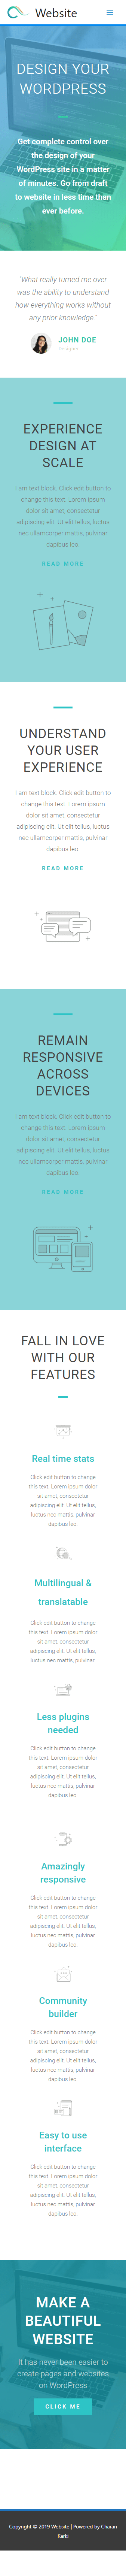 Website
DESIGN YOUR
WORDPRESS
Get complete control over
the design of your
WordPress site in a matter
of minutes. Go from draft
to website in less time than
ever before.
"What really turned me over
was the ability to understand
how everything works without
any prior knowledge."
JOHN DOE
Designer
EXPERIENCE
DESIGN AT
SCALE
I am text block. Click edit button to
change this text. Lorem ipsum
dolor sit amet, consectetur
adipiscing elit. Ut elit tellus, luctus
nec ullamcorper mattis, pulvinar
dapibus leo.
READ MORE
UNDERSTAND
YOUR USER
EXPERIENCE
I am text block. Click edit button to
change this text. Lorem ipsum
dolor sit amet, consectetur
adipiscing elit. Ut elit tellus, luctus
nec ullamcorper mattis, pulvinar
dapibus leo.
READ MORE
REMAIN
RESPONSIVE
ACROSS
DEVICES
I am text block. Click edit button to
change this text. Lorem ipsum
dolor sit amet, consectetur
adipiscing elit. Ut elit tellus, luctus
nec ullamcorper mattis, pulvinar
dapibus leo.
READ MORE
FALL IN LOVE
WITH OUR
FEATURES
Real time stats
Click edit button to change
this text. Lorem ipsum dolor
sit amet, consectetur
adipiscing elit. Ut elit tellus,
luctus nec mattis, pulvinar
dapibus leo.
Multilingual &
translatable
Click edit button to change
this text. Lorem ipsum dolor
sit amet, consectetur
adipiscing elit. Ut elit tellus,
luctus nec mattis, pulvinar.
Less plugins
needed
Click edit button to change
this text. Lorem ipsum dolor
sit amet, consectetur
adipiscing elit. Ut elit tellus,
luctus nec mattis, pulvinar
dapibus leo.
Amazingly
responsive
Click edit button to change
this text. Lorem ipsum dolor
sit amet, consectetur
adipiscing elit. Ut elit tellus,
luctus nec mattis, pulvinar
dapibus leo.
Community
builder
Click edit button to change
this text. Lorem ipsum dolor
sit amet, consectetur
adipiscing elit. Ut elit tellus,
luctus nec mattis, pulvinar
dapibus leo.
Easy to use
interface
Click edit button to change
this text. Lorem ipsum dolor
sit amet, consectetur
adipiscing elit. Ut elit tellus,
luctus nec mattis, pulvinar
dapibus leo.
MAKE A
BEAUTIFUL
WEBSITE
It has never been easier to
create pages and websites
on WordPress
CLICK ME
Copyright © 2019 Website | Powered by Charan
Karki